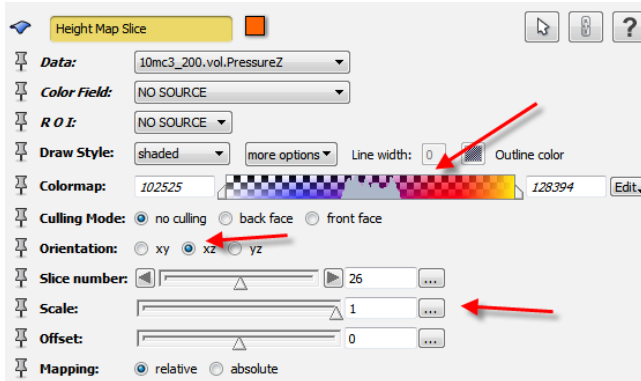 Height Map Slice ?
Data: 10mc3_200.vol.PressureZ
Color Field: NO SOURCE
R O I: NO SOURCE
Draw Style: shaded more options Line width: 0 Outline color
Colormap: 102525 128394 Edit
Culling Mode: no culling back face front face
Orientation: xy xz yz
Slice number: 26 ...
Scale: 1 ...
Offset: 0 ...
Mapping: relative absolute